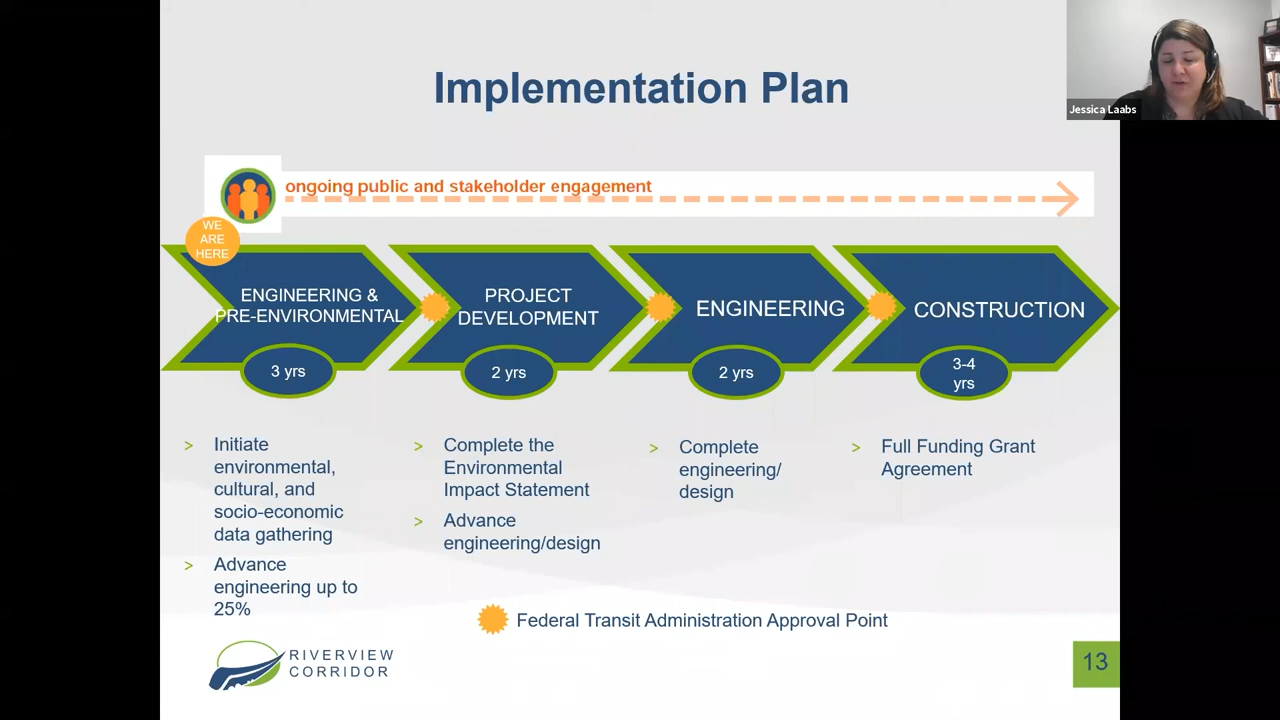 Implementation Plan
Jessica Laabs
ongoing public and stakeholder engagement
WE
ARE
HERE
ENGINEERING &
PRE-ENVIRONMENTAL
3 yrs
PROJECT
DEVELOPMENT
2 yrs
ENGINEERING
2 yrs
CONSTRUCTION
3-4
yrs
> Initiate
environmental,
cultural, and
socio-economic
data gathering
> Advance
engineering up to
25%
> Complete the
Environmental
Impact Statement
> Advance
engineering/design
> Complete
engineering/
design
> Full Funding Grant
Agreement
Federal Transit Administration Approval Point
RIVERVIEW
CORRIDOR
13